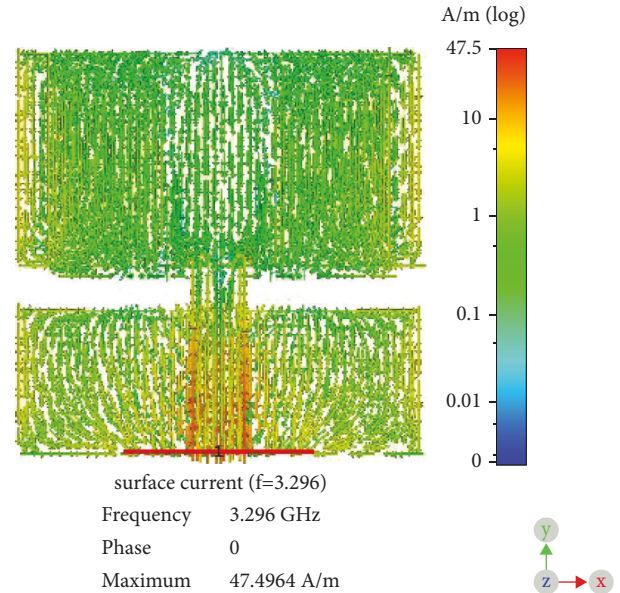 A/m (log)
47.5
10
1
0.1
0.01
0
1
surface current (f=3.296)
Frequency 3.296 GHz
Phase 0
Maximum 47.4964 A/m
y
z x